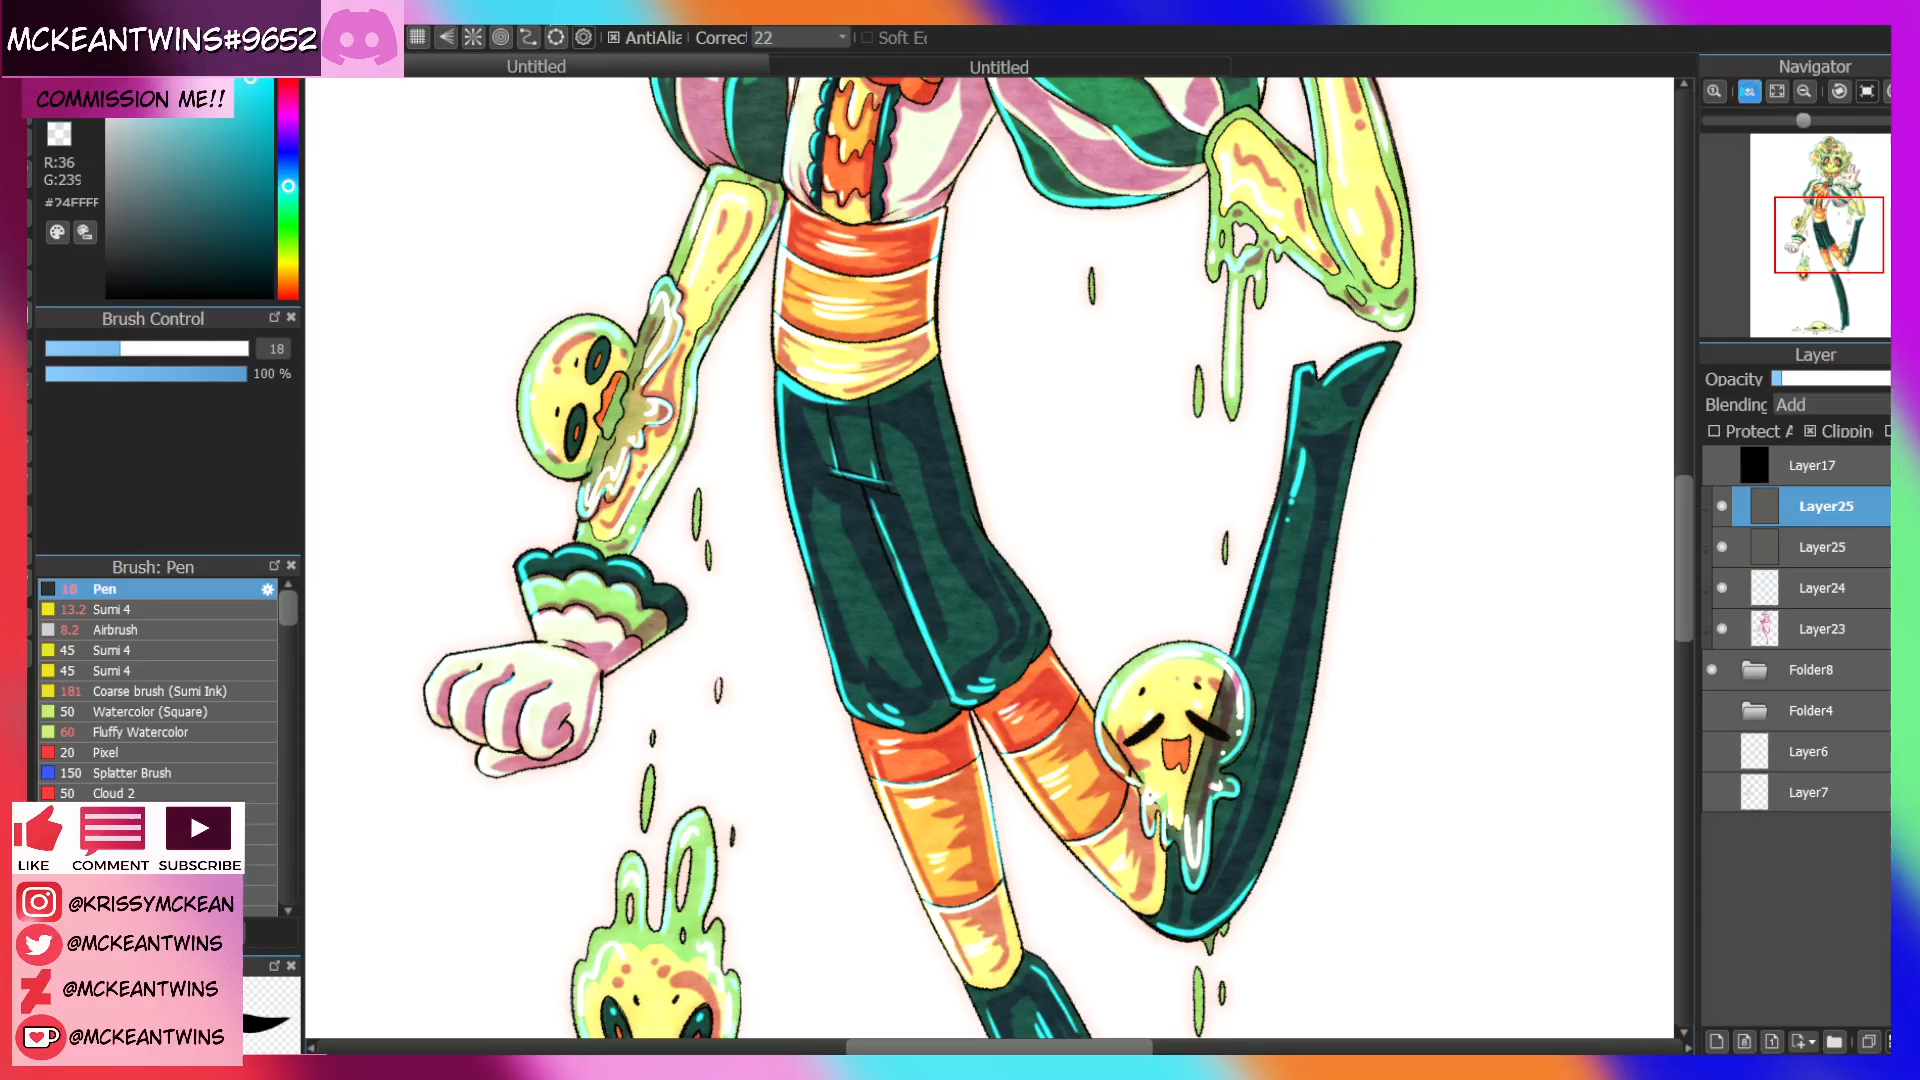 MCKEANTWINS#9652
COMMISSION ME!!
AntiAlia
Correct
22
Soft Ed
Untitled
Untitled
R:36
G:239
#24FFFF
Brush Control
18
100 %
Brush: Pen
18 Pen
13.2 Sumi 4
8.2 Airbrush
45 Sumi 4
45 Sumi 4
181 Coarse brush (Sumi Ink)
50 Watercolor (Square)
60 Fluffy Watercolor
20 Pixel
150 Splatter Brush
50 Cloud 2
LIKE COMMENT SUBSCRIBE
@KRISSYMCKEAN
@MCKEANTWINS
@MCKEANTWINS
@MCKEANTWINS
Navigator
Layer
Opacity
Blending Add
Protect A Clippin
Layer17
Layer25
Layer25
Layer24
Layer23
Folder8
Folder4
Layer6
Layer7